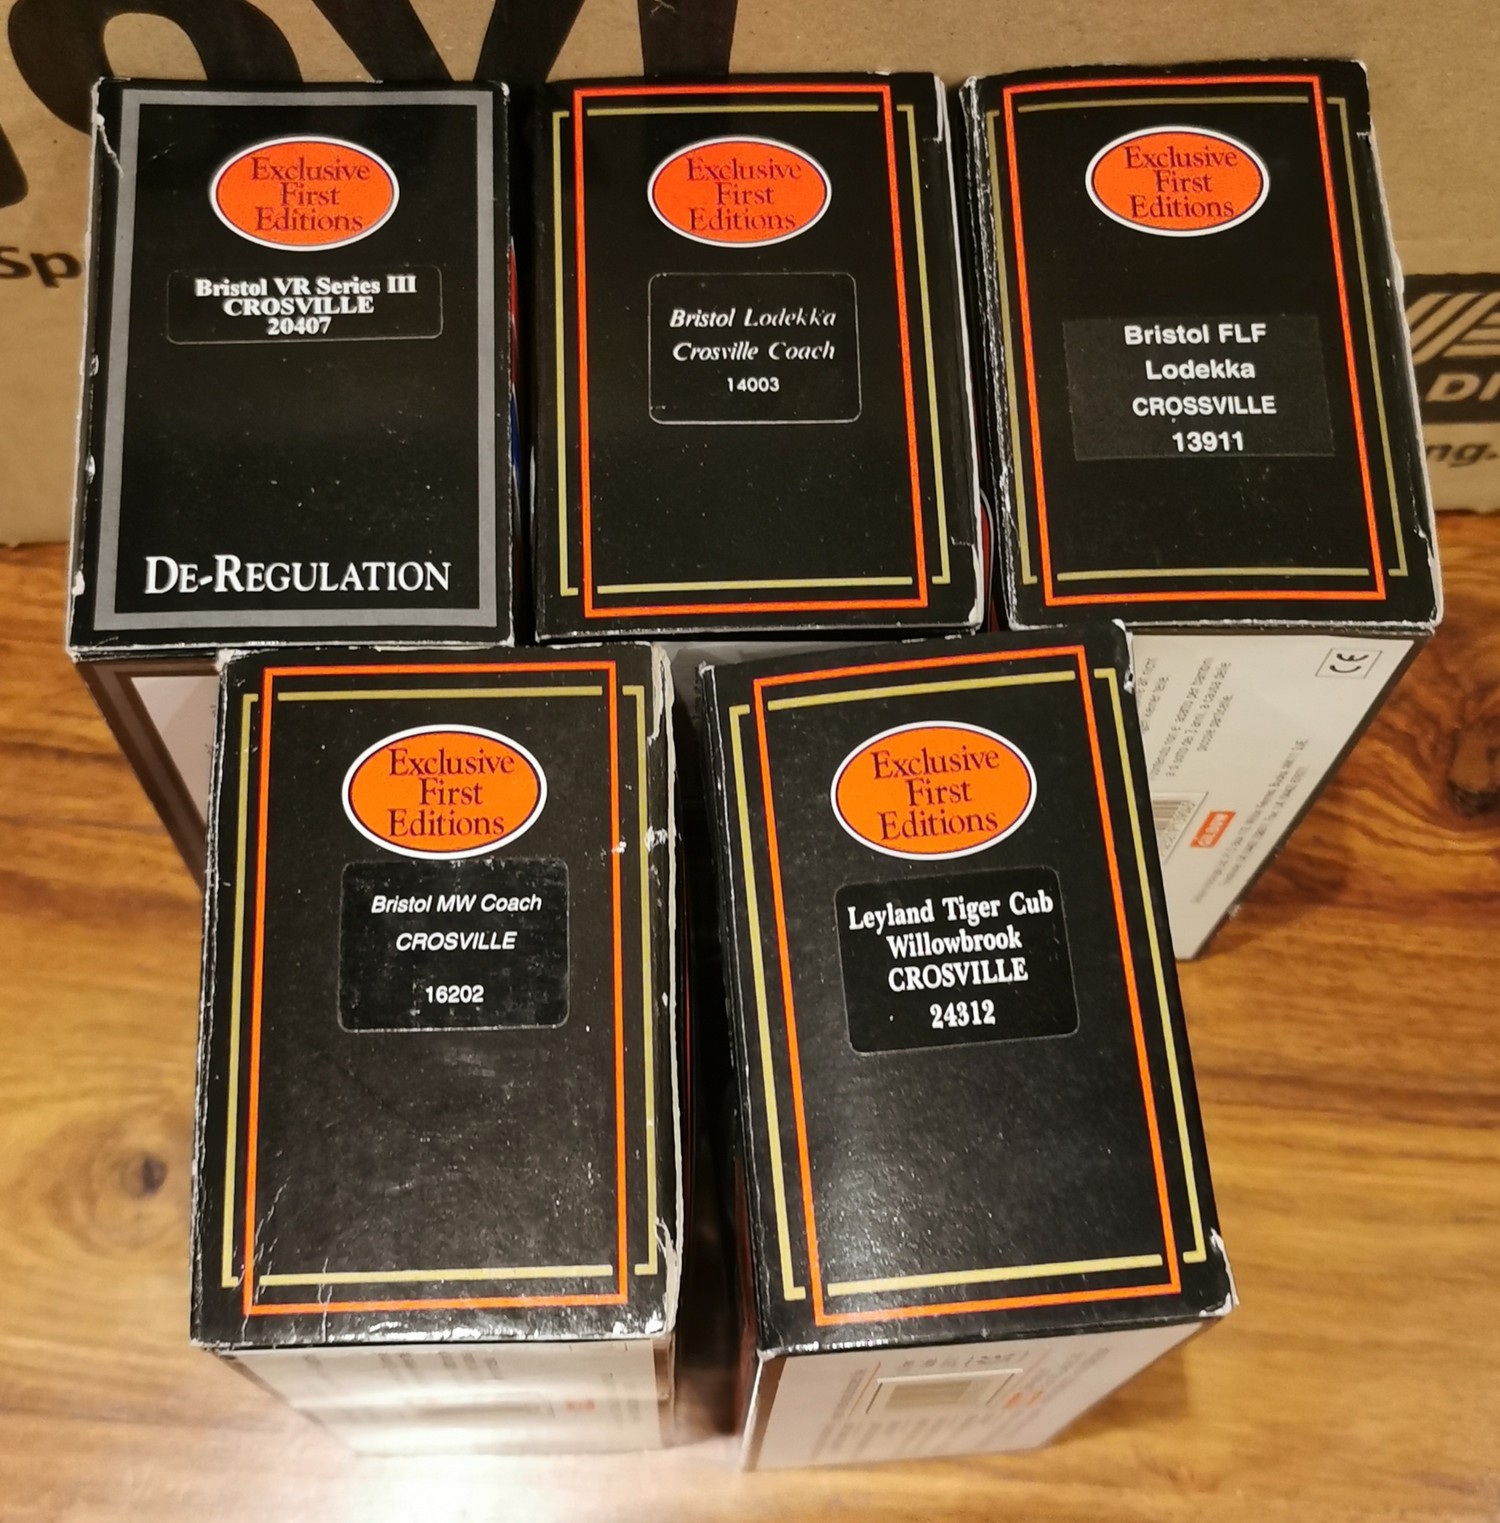 Exclusive
First
Editions
Bristol VR Series III
CROSVILLE
20407
DE-REGULATION
Exclusive
First
Editions
Bristol Lodekka
Crosville Coach
14003
Exclusive
First
Editions
Bristol FLF
Lodekka
CROSSVILLE
13911
Exclusive
First
Editions
Bristol MW Coach
CROSVILLE
16202
Exclusive
First
Editions
Leyland Tiger Cub
Willowbrook
CROSVILLE
24312
CE